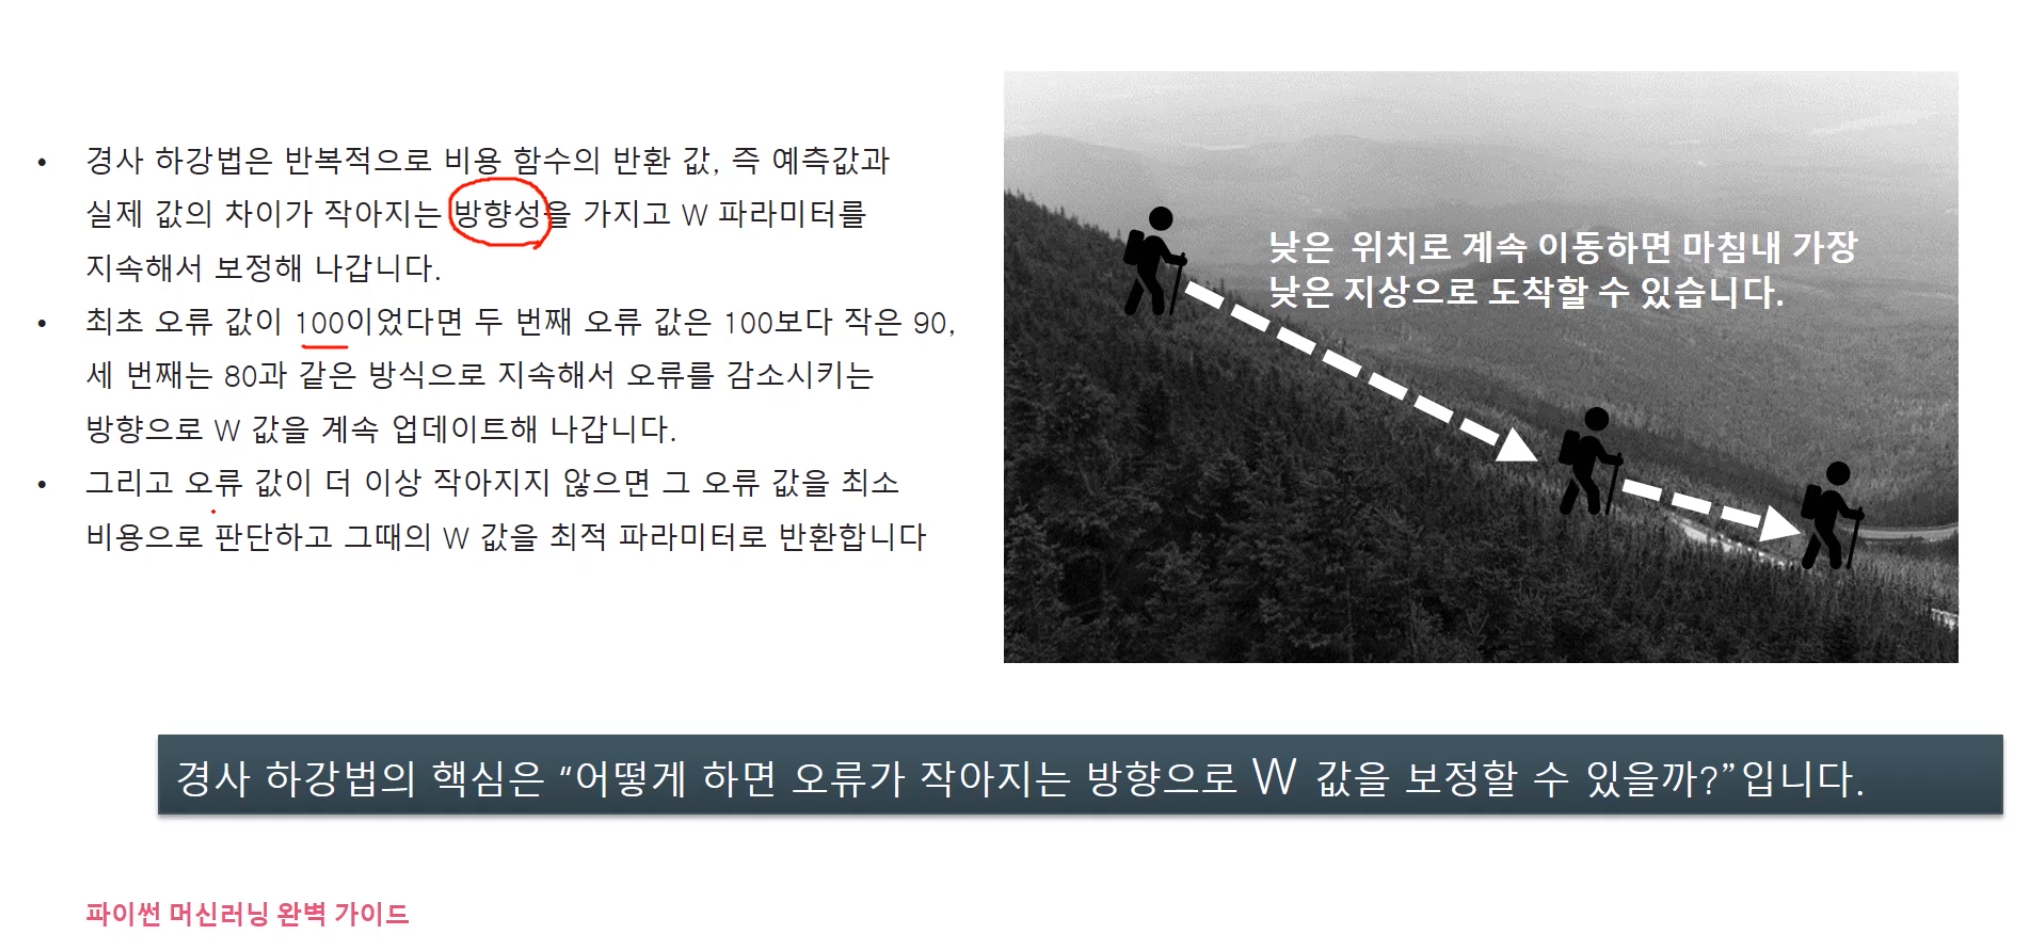 • 경사 하강법은 반복적으로 비용 함수의 반환 값, 즉 예측값과
실제 값의 차이가 작아지는 방향성을 가지고 W 파라미터를
지속해서 보정해 나갑니다.
• 최초 오류 값이 100이었다면 두 번째 오류 값은 100보다 작은 90,
세 번째는 80과 같은 방식으로 지속해서 오류를 감소시키는
방향으로 W 값을 계속 업데이트해 나갑니다.
• 그리고 오류 값이 더 이상 작아지지 않으면 그 오류 값을 최소
비용으로 판단하고 그때의 W 값을 최적 파라미터로 반환합니다
낮은 위치로 계속 이동하면 마침내 가장
낮은 지상으로 도착할 수 있습니다.
경사 하강법의 핵심은 “어떻게 하면 오류가 작아지는 방향으로 W 값을 보정할 수 있을까?”입니다.
파이썬 머신러닝 완벽 가이드